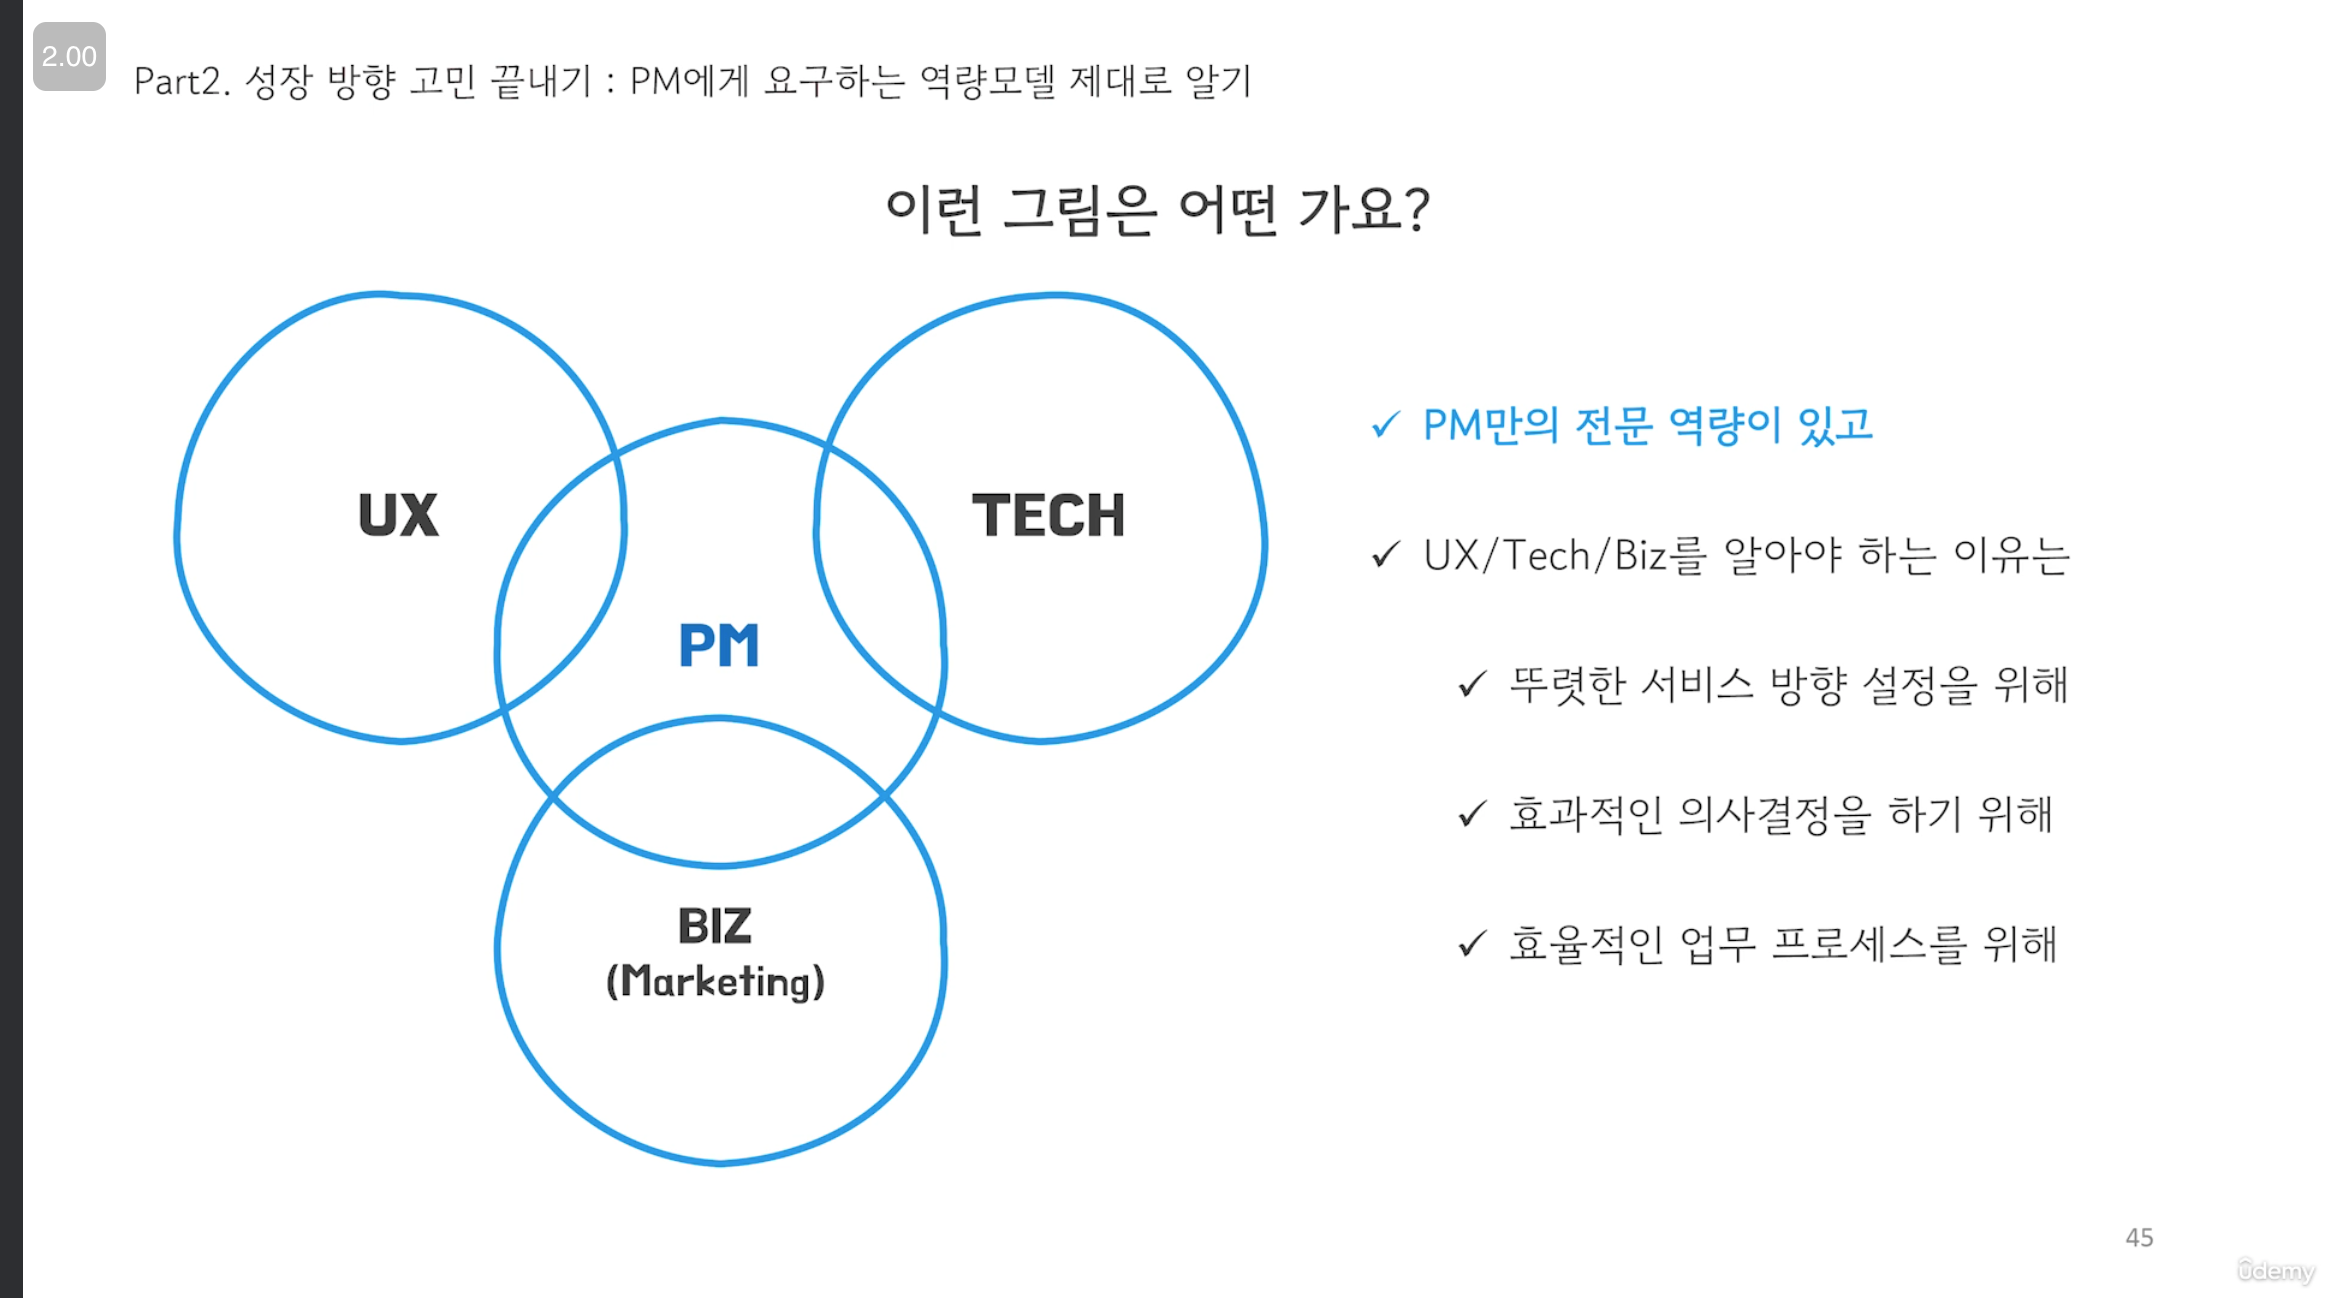 2.00
Part2. 성장 방향 고민 끝내기 : PM에게 요구하는 역량모델 제대로 알기
이런 그림은 어떤 가요?
UX
TECH
PM
BIZ
(Marketing)
✓ PM만의 전문 역량이 있고
✓ UX/Tech/Biz를 알아야 하는 이유는
✓ 뚜렷한 서비스 방향 설정을 위해
✓ 효과적인 의사결정을 하기 위해
✓ 효율적인 업무 프로세스를 위해
45
ûdemy